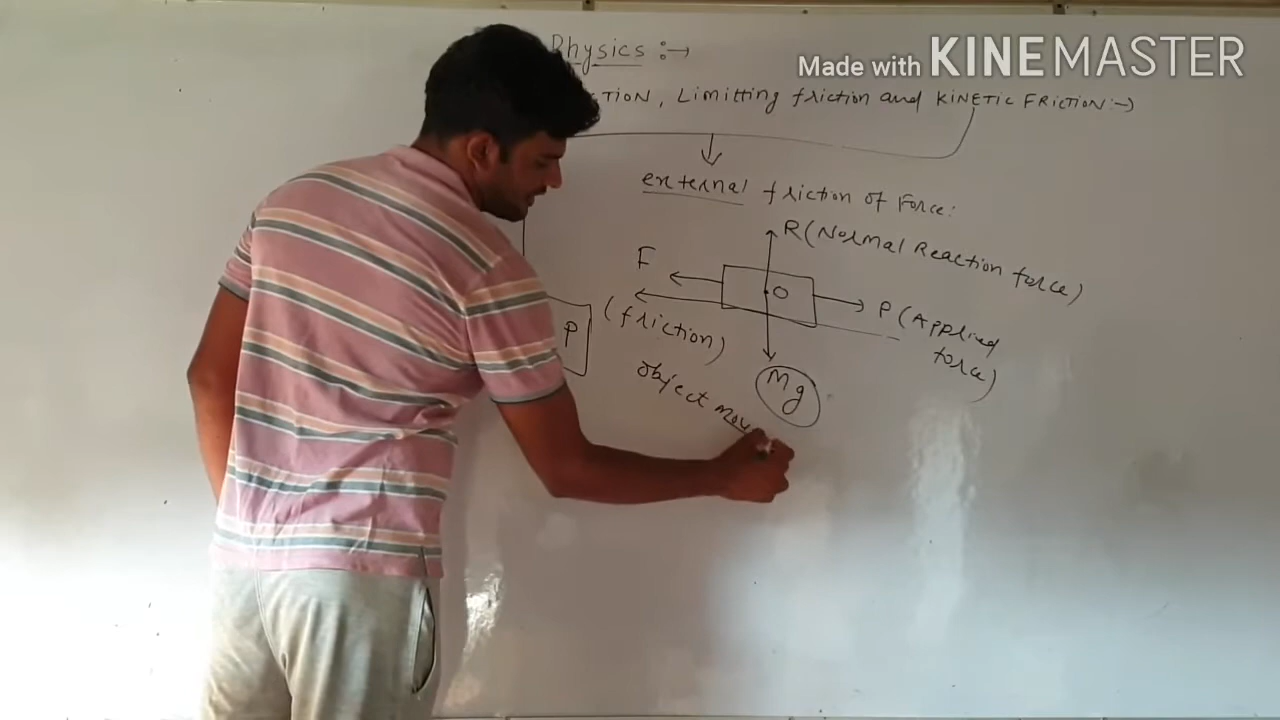 Physics :→
Made with KINEMASTER
TION, Limitting friction and KINETIC FRICTION:→
external friction of Force:
R (Normal Reaction force)
F
O
P (Applied
force)
(friction)
P
Mg
object mov